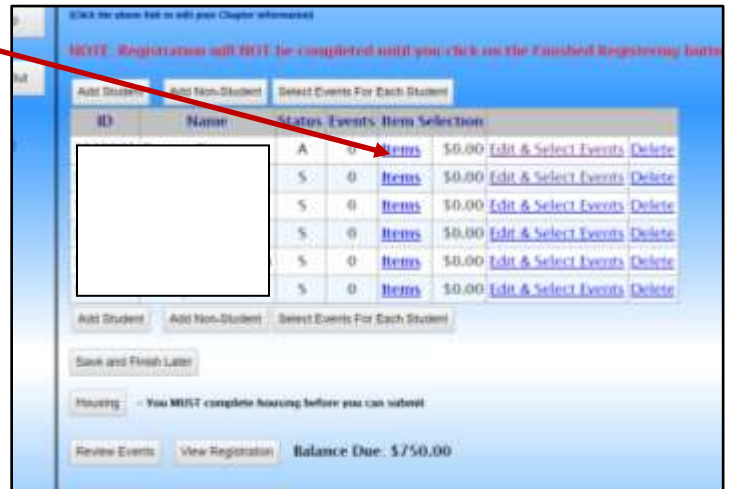 (Click the above link to edit your Chapter information)
NOTE: Registration will NOT be completed until you click on the Finished Registering butto
Out
Add Student Add Non-Student Select Events For Each Student
ID Name Status Events Item Selection
A 0 Items $0.00 Edit & Select Events Delete
S 0 Items $0.00 Edit & Select Events Delete
S 0 Items $0.00 Edit & Select Events Delete
S 0 Items $0.00 Edit & Select Events Delete
S 0 Items $0.00 Edit & Select Events Delete
S 0 Items $0.00 Edit & Select Events Delete
Add Student Add Non-Student Select Events For Each Student
Save and Finish Later
Housing - You MUST complete housing before you can submit
Review Events View Registration Balance Due: $750.00